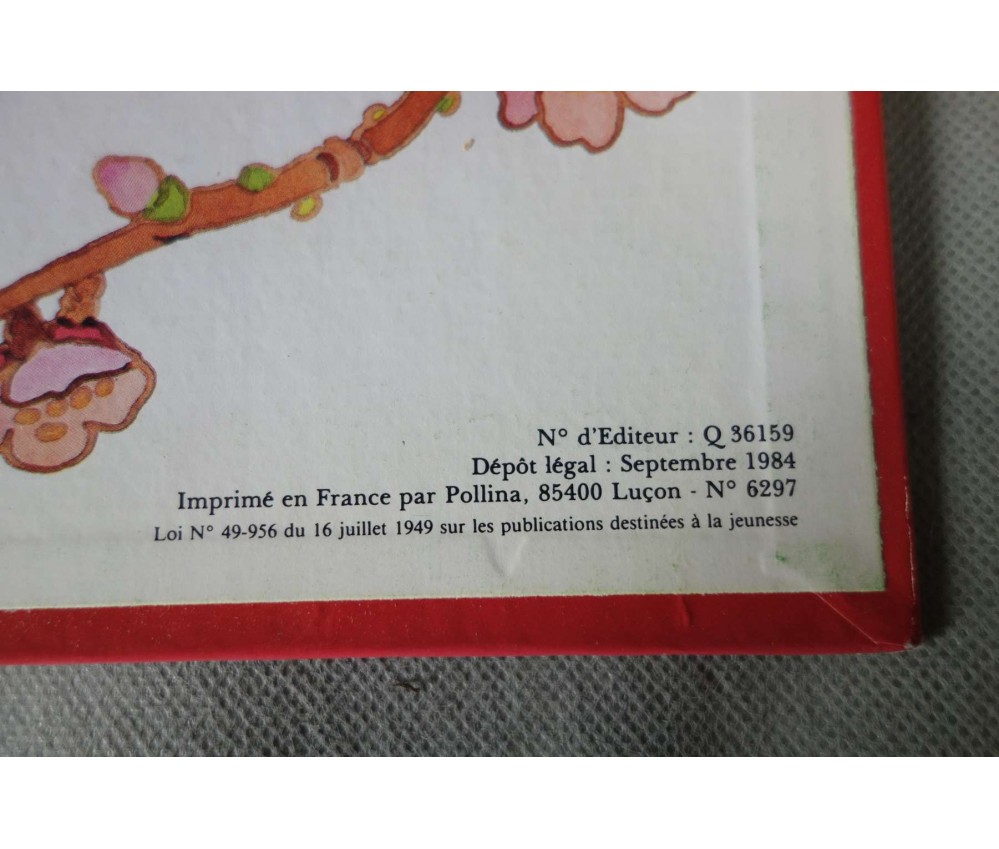 N° d'Editeur : Q 36159
Dépôt légal : Septembre 1984
Imprimé en France par Pollina, 85400 Luçon - N° 6297
Loi N° 49-956 du 16 juillet 1949 sur les publications destinées à la jeunesse